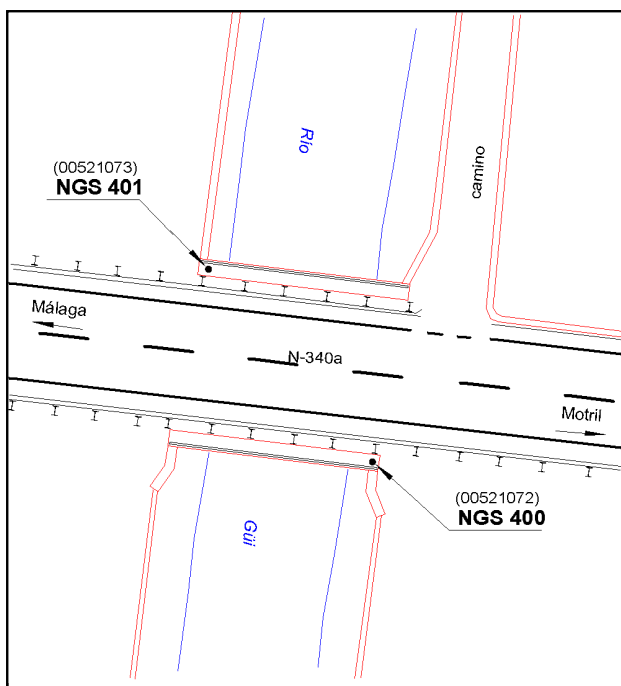 Río
camino
(00521073)
NGS 401
Málaga
N-340a
Motril
(00521072)
NGS 400
Güi